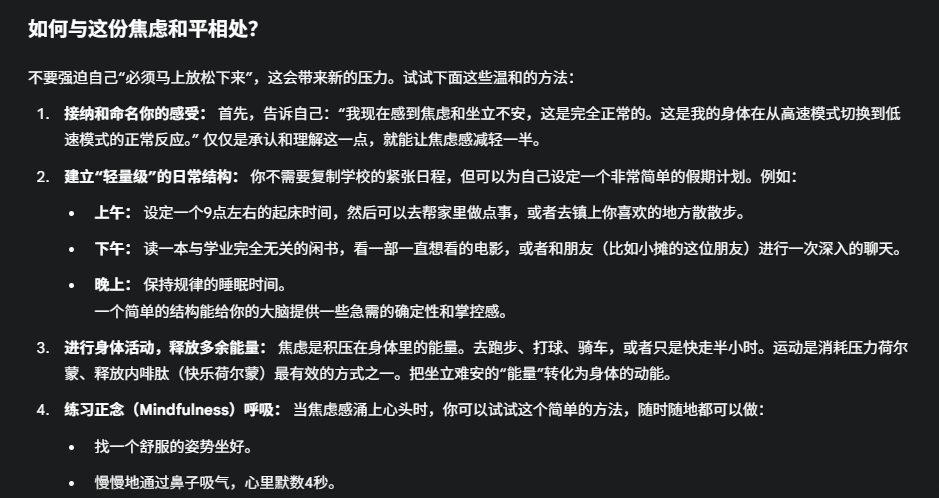 如何与这份焦虑和平相处？
不要强迫自己“必须马上放松下来”，这会带来新的压力。试试下面这些温和的方法：
1. 接纳和命名你的感受： 首先，告诉自己：“我现在感到焦虑和坐立不安，这是完全正常的。这是我的身体在从高速模式切换到低
速模式的正常反应。” 仅仅是承认和理解这一点，就能让焦虑感减轻一半。
2. 建立“轻量级”的日常结构： 你不需要复制学校的紧张日程，但可以为自己设定一个非常简单的假期计划。例如：
• 上午： 设定一个9点左右的起床时间，然后可以去帮家里做点事，或者去镇上你喜欢的地方散散步。
• 下午： 读一本与学业完全无关的闲书，看一部一直想看的电影，或者和朋友（比如小摊的这位朋友）进行一次深入的聊天。
• 晚上： 保持规律的睡眠时间。
一个简单的结构能给你的大脑提供一些急需的确定性和掌控感。
3. 进行身体活动，释放多余能量： 焦虑是积压在身体里的能量。去跑步、打球、骑车，或者只是快走半小时。运动是消耗压力荷尔
蒙、释放内啡肽（快乐荷尔蒙）最有效的方式之一。把坐立难安的“能量”转化为身体的动能。
4. 练习正念（Mindfulness）呼吸： 当焦虑感涌上心头时，你可以试试这个简单的方法，随时随地都可以做：
• 找一个舒服的姿势坐好。
• 慢慢地通过鼻子吸气，心里默数4秒。